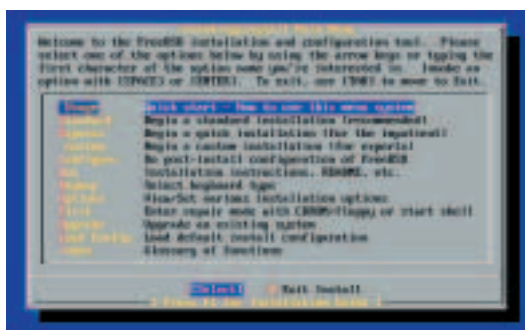 Welcome to the FreeBSD installation and configuration tool. Please
select one of the options below by using the arrow keys or typing the
first character of the option name you're interested in. Invoke an
option with [SPACE] or [ENTER]. To exit, use [TAB] to move to Exit.
Usage Quick start - How to use this menu system
Standard Begin a standard installation (recommended)
Express Begin a quick installation (for the impatient)
Custom Begin a custom installation (for experts)
Configure Do post-install configuration of FreeBSD
Doc Installation instructions, README, etc.
Keymap Select keyboard type
Options View/Set various installation options
Fixit Enter repair mode with CDROM/floppy or start shell
Upgrade Upgrade an existing system
Load Config Load default install configuration
Index Glossary of functions
[Select] X Exit Install
[ Press F1 for Installation Guide ]